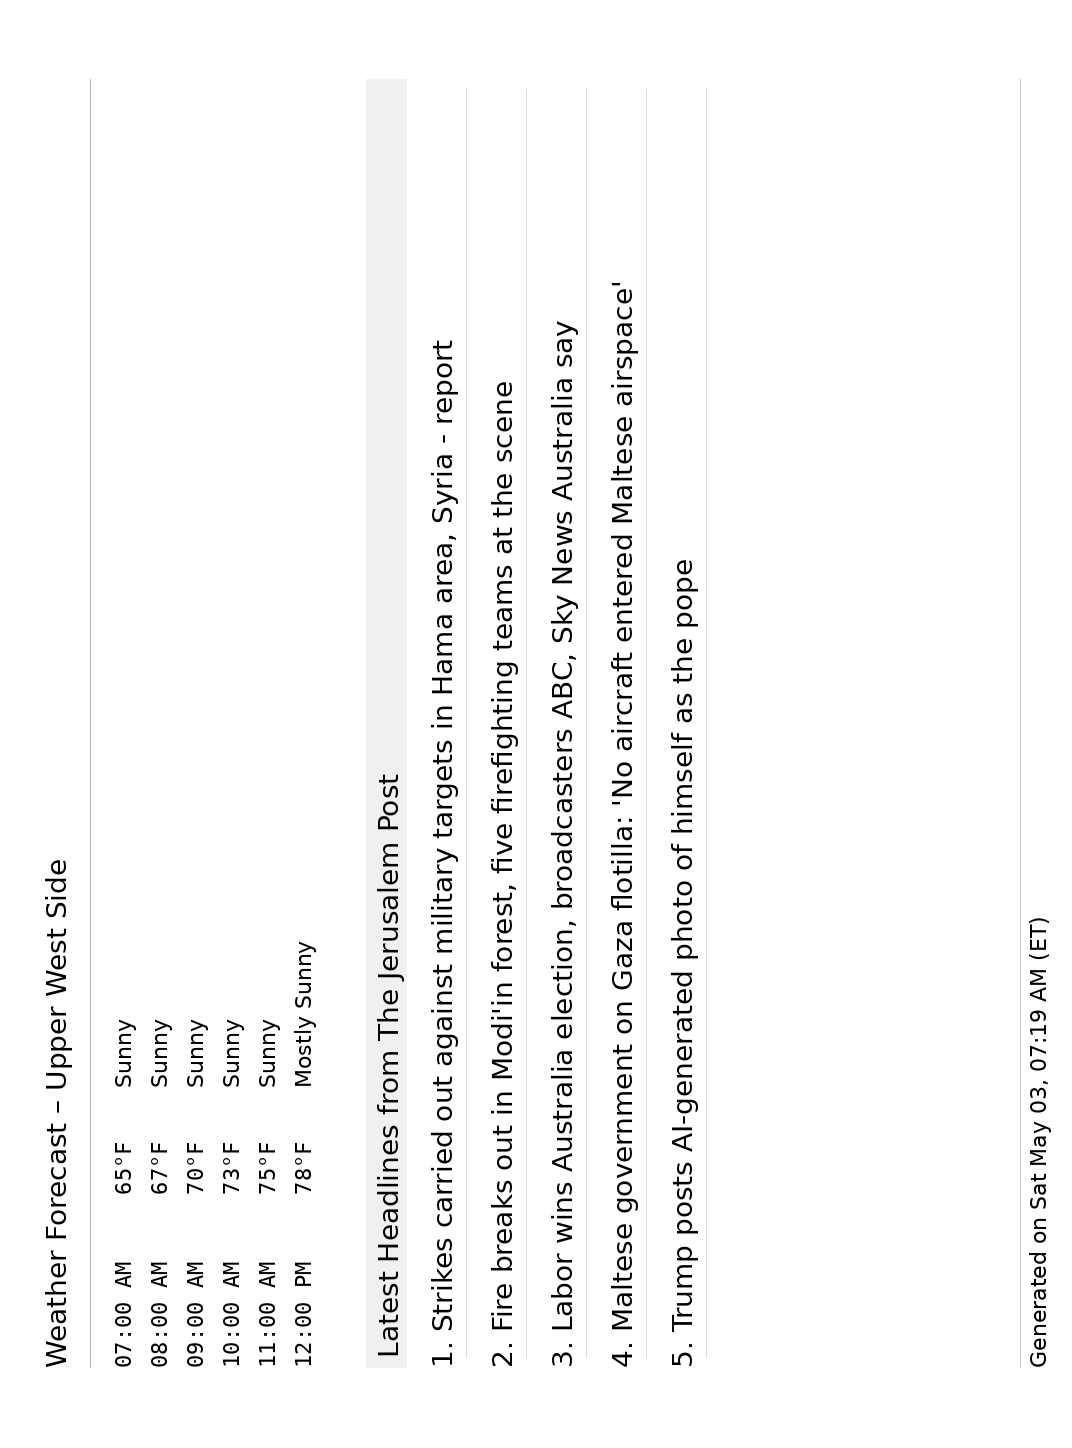 Weather Forecast – Upper West Side
07:00 AM 65°F Sunny
08:00 AM 67°F Sunny
09:00 AM 70°F Sunny
10:00 AM 73°F Sunny
11:00 AM 75°F Sunny
12:00 PM 78°F Mostly Sunny
Latest Headlines from The Jerusalem Post
1. Strikes carried out against military targets in Hama area, Syria - report
2. Fire breaks out in Modi'in forest, five firefighting teams at the scene
3. Labor wins Australia election, broadcasters ABC, Sky News Australia say
4. Maltese government on Gaza flotilla: 'No aircraft entered Maltese airspace'
5. Trump posts AI-generated photo of himself as the pope
Generated on Sat May 03, 07:19 AM (ET)